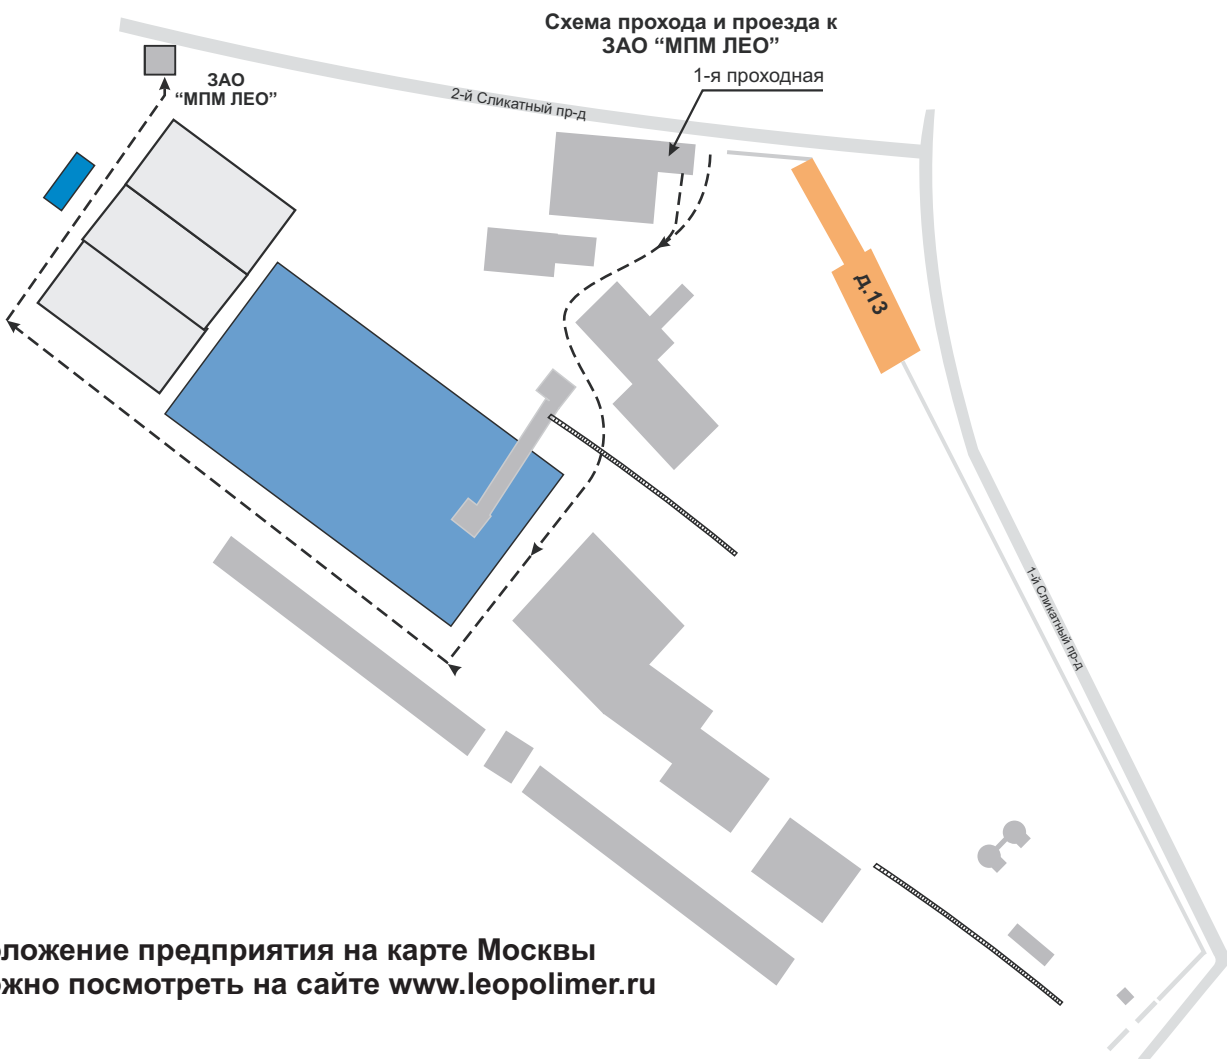 Схема прохода и проезда к
ЗАО “МПМ ЛЕО”
1-я проходная
ЗАО
“МПМ ЛЕО”
2-й Сликатный пр-д
д.13
1-й Сликатный пр-д
оложение предприятия на карте Москвы
жно посмотреть на сайте www.leopolimer.ru